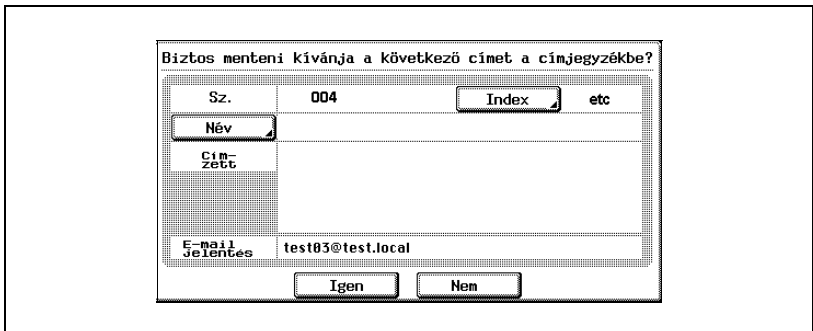 Biztos menteni kívánja a következő címet a címjegyzékbe?
Sz. 004 Index etc
Név
Cím-
zett
E-mail
jelentés test03@test.local
Igen Nem